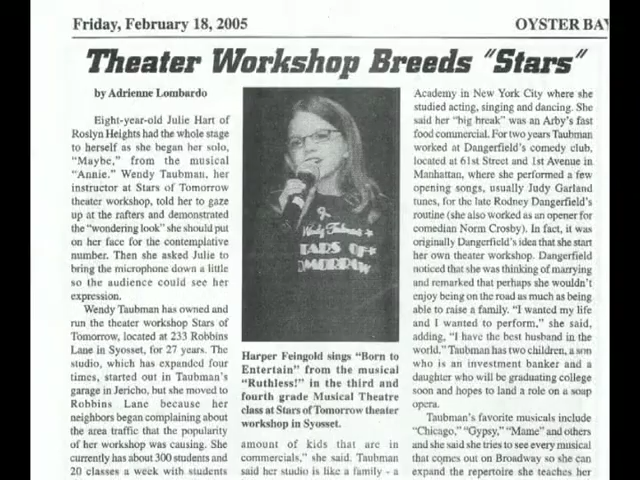 Friday, February 18, 2005
OYSTER BAY
Theater Workshop Breeds "Stars"
by Adrienne Lombardo
Eight-year-old Julie Hart of
Roslyn Heights had the whole stage
to herself as she began her solo,
"Maybe," from the musical
"Annie." Wendy Taubman, her
instructor at Stars of Tomorrow
theater workshop, told her to gaze
up at the rafters and demonstrated
the "wondering look" she should put
on her face for the contemplative
number. Then she asked Julie to
bring the microphone down a little
so the audience could see her
expression.
Wendy Taubman has owned and
run the theater workshop Stars of
Tomorrow, located at 233 Robbins
Lane in Syosset, for 27 years. The
studio, which has expanded four
times, started out in Taubman's
garage in Jericho, but she moved to
Robbins Lane because her
neighbors began complaining about
the area traffic that the popularity
of her workshop was causing. She
currently has about 300 students and
20 classes a week with students
Wendy Taubman's
STARS OF
TOMORROW
Harper Feingold sings "Born to
Entertain" from the musical
"Ruthless!" in the third and
fourth grade Musical Theatre
class at Stars of Tomorrow theater
workshop in Syosset.
amount of kids that are in
commercials," she said. Taubman
said her studio is like a family - a
Academy in New York City where she
studied acting, singing and dancing. She
said her "big break" was an Arby's fast
food commercial. For two years Taubman
worked at Dangerfield's comedy club,
located at 61st Street and 1st Avenue in
Manhattan, where she performed a few
opening songs, usually Judy Garland
tunes, for the late Rodney Dangerfield's
routine (she also worked as an opener for
comedian Norm Crosby). In fact, it was
originally Dangerfield's idea that she start
her own theater workshop. Dangerfield
noticed that she was thinking of marrying
and remarked that perhaps she wouldn't
enjoy being on the road as much as being
able to raise a family. "I wanted my life
and I wanted to perform," she said,
adding, "I have the best husband in the
world." Taubman has two children, a son
who is an investment banker and a
daughter who will be graduating college
soon and hopes to land a role on a soap
opera.
Taubman's favorite musicals include
"Chicago," "Gypsy," "Mame" and others
and she said she tries to see every musical
that comes out on Broadway so she can
expand the repertoire she teaches her